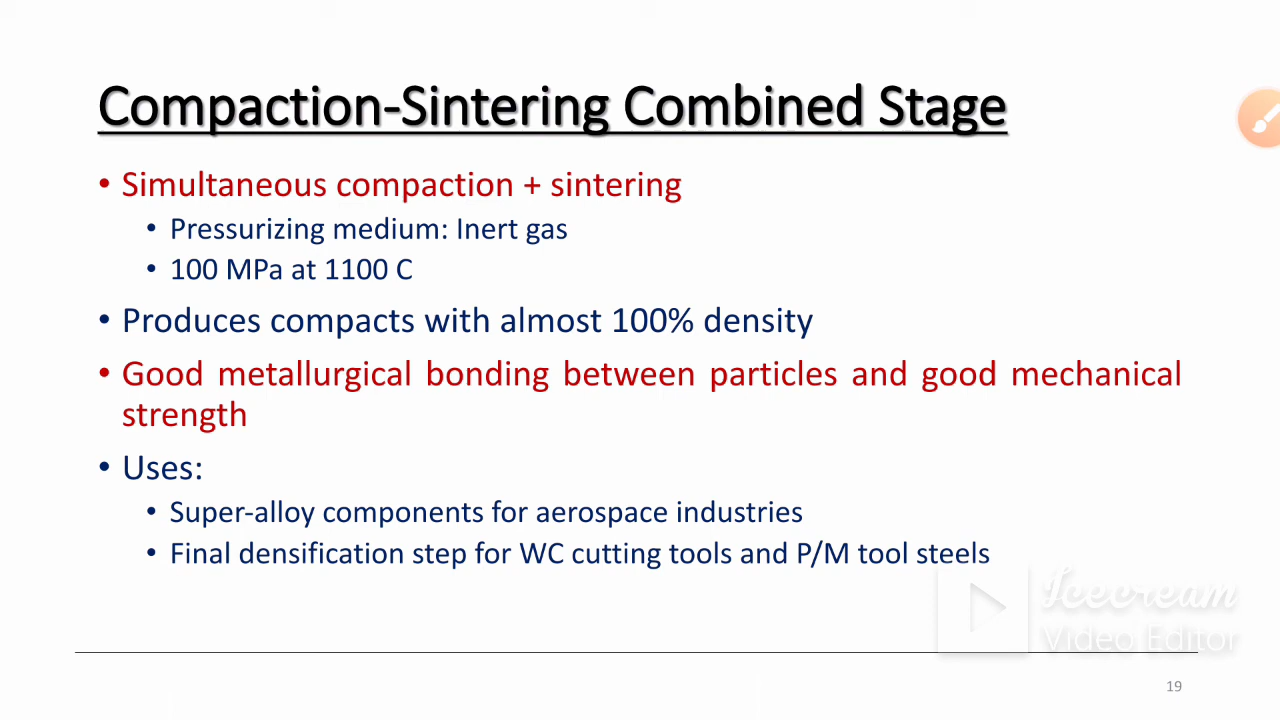 Compaction-Sintering Combined Stage
• Simultaneous compaction + sintering
• Pressurizing medium: Inert gas
• 100 MPa at 1100 C
• Produces compacts with almost 100% density
• Good metallurgical bonding between particles and good mechanical
strength
• Uses:
• Super-alloy components for aerospace industries
• Final densification step for WC cutting tools and P/M tool steels
Icecream
Video Editor
19